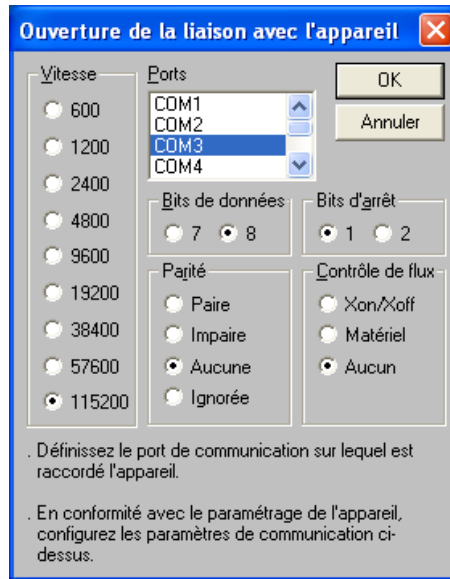 Ouverture de la liaison avec l'appareil
Vitesse
600
1200
2400
4800
9600
19200
38400
57600
115200
Ports
COM1
COM2
COM3
COM4
OK
Annuler
Bits de données
7 8
Bits d'arrêt
1 2
Parité
Paire
Impaire
Aucune
Ignorée
Contrôle de flux
Xon/Xoff
Matériel
Aucun
. Définissez le port de communication sur lequel est
raccordé l'appareil.
. En conformité avec le paramétrage de l'appareil,
configurez les paramètres de communication ci-
dessus.